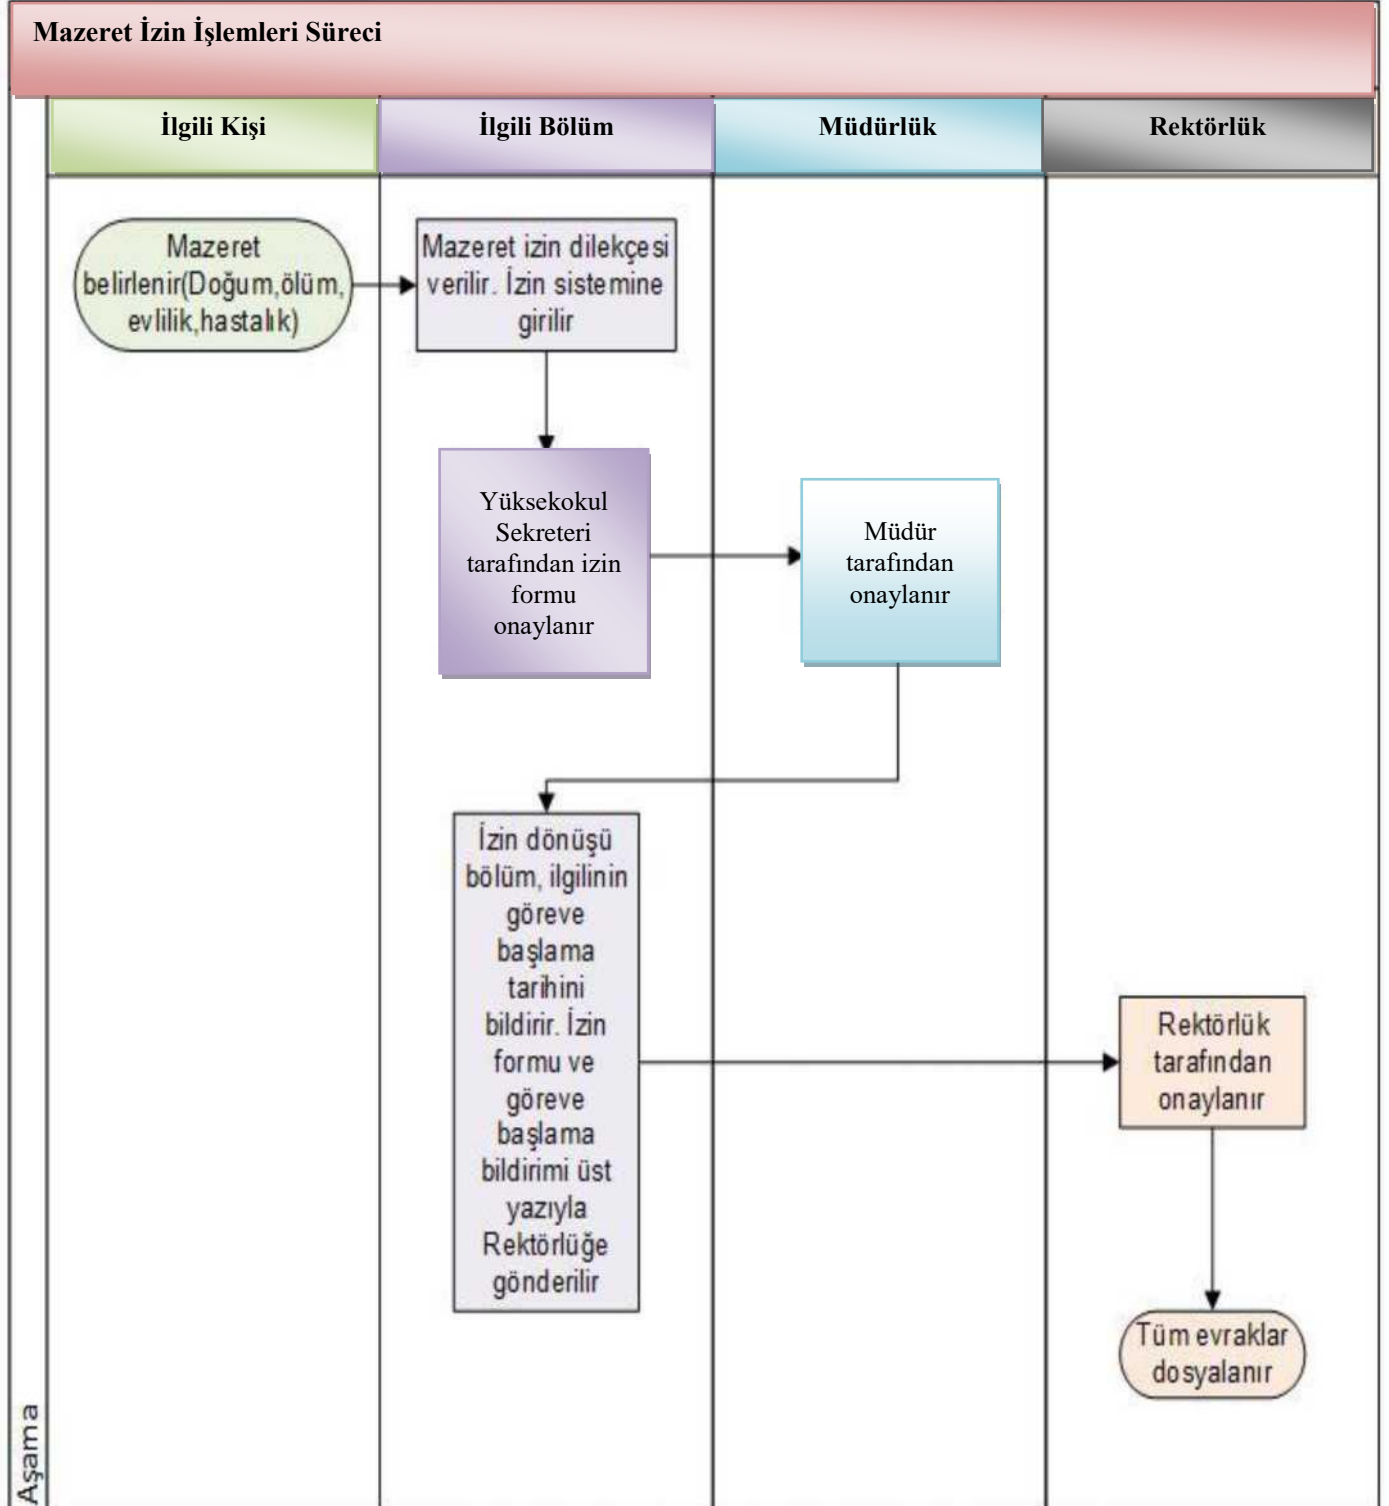 Mazeret İzin İşlemleri Süreci
İlgili Kişi
İlgili Bölüm
Müdürlük
Rektörlük
Mazeret
belirlenir(Doğum,ölüm,
evlilik,hastalık)
Mazeret izin dilekçesi
verilir. İzin sistemine
girilir
Yüksekokul
Sekreteri
tarafından izin
formu
onaylanır
Müdür
tarafından
onaylanır
İzin dönüşü
bölüm, ilgilinin
göreve
başlama
tarihini
bildirir. İzin
formu ve
göreve
başlama
bildirimi üst
yazıyla
Rektörlüğe
gönderilir
Rektörlük
tarafından
onaylanır
Tüm evraklar
dosyalanır
Aşama